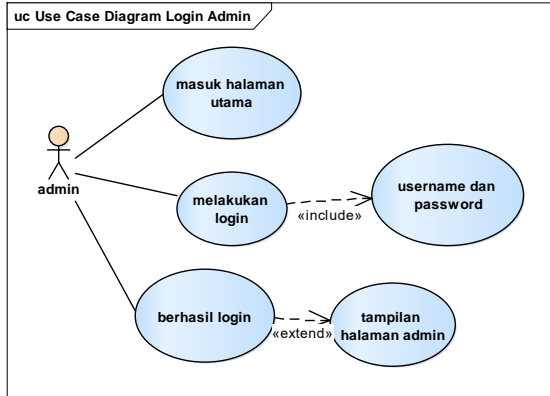 uc Use Case Diagram Login Admin
masuk halaman
utama
admin
melakukan
login
«include»
username dan
password
berhasil login
«extend»
tampilan
halaman admin